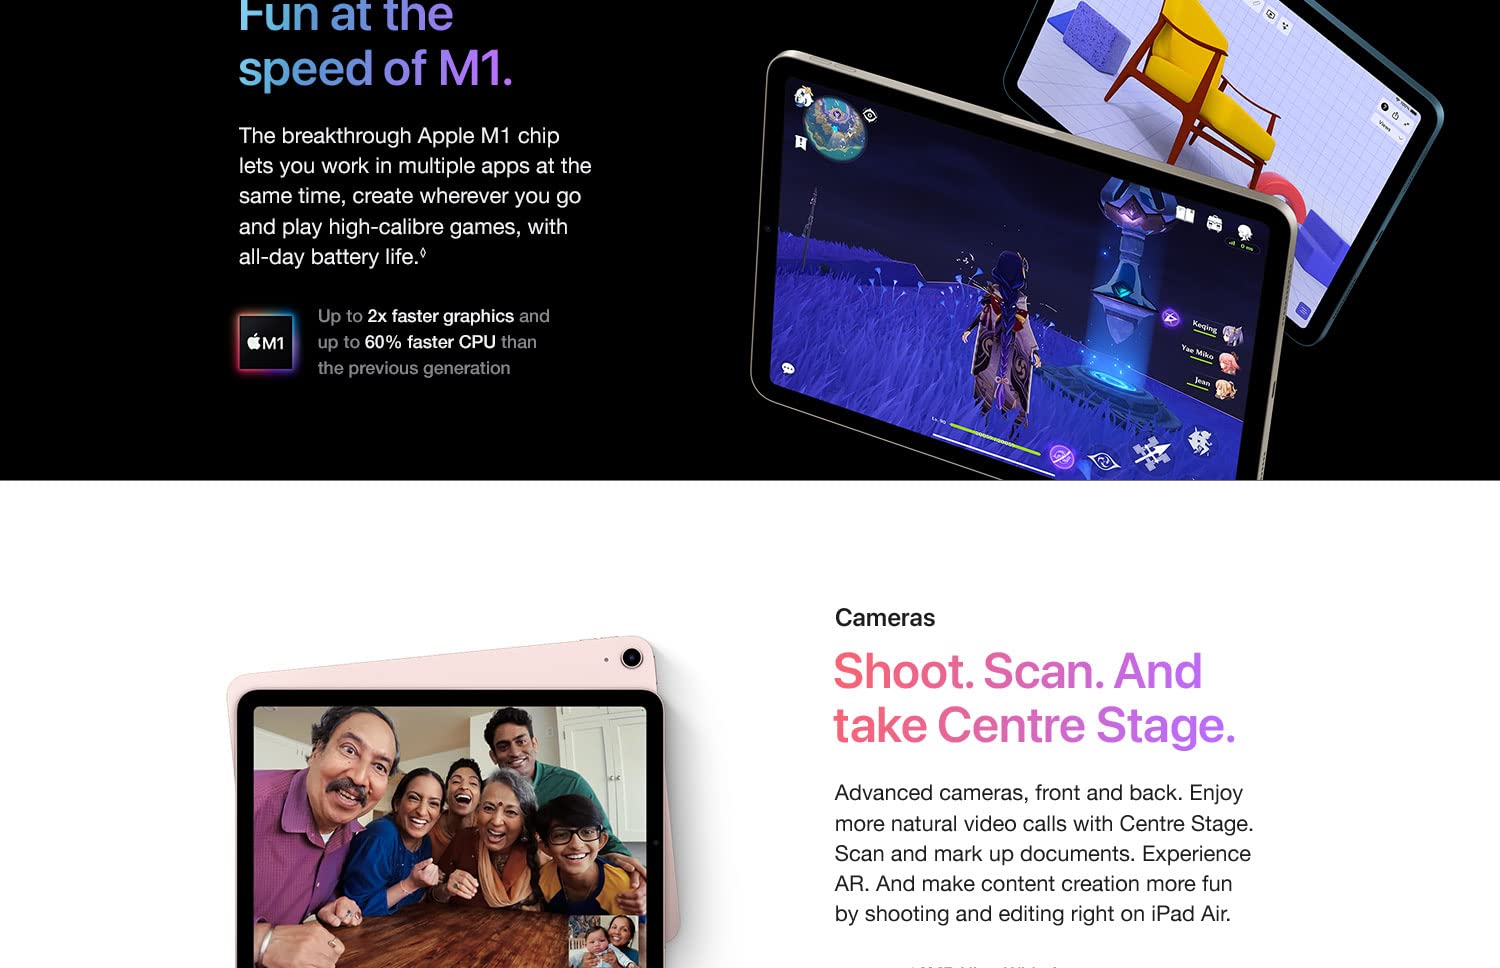 Fun at the
speed of M1.
The breakthrough Apple M1 chip
lets you work in multiple apps at the
same time, create wherever you go
and play high-calibre games, with
all-day battery life.◊
M1
Up to 2x faster graphics and
up to 60% faster CPU than
the previous generation
Views
Keqing
Yae Miko
Jean
Lv. 90
Cameras
Shoot. Scan. And
take Centre Stage.
Advanced cameras, front and back. Enjoy
more natural video calls with Centre Stage.
Scan and mark up documents. Experience
AR. And make content creation more fun
by shooting and editing right on iPad Air.